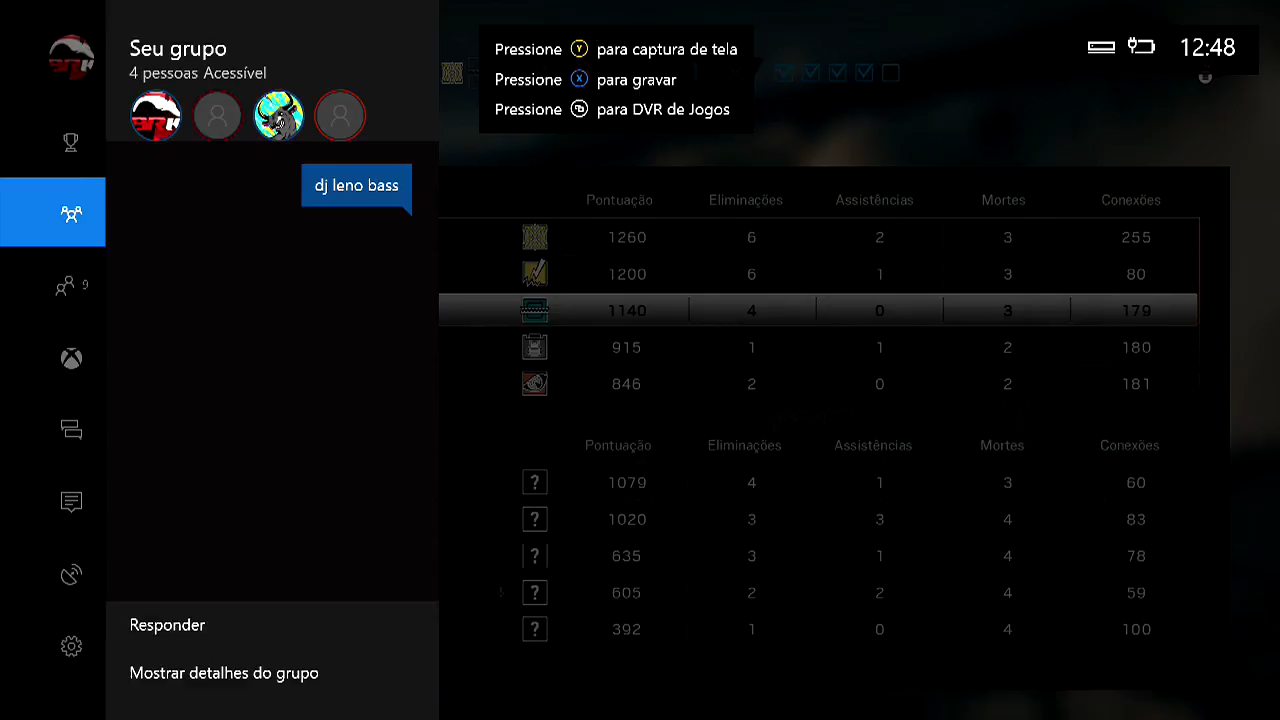 Seu grupo
4 pessoas Acessível
BRH
dj leno bass
9
Responder
Mostrar detalhes do grupo
Pressione Y para captura de tela
Pressione X para gravar
Pressione para DVR de Jogos
12:48
Pontuação Eliminações Assistências Mortes Conexões
1260 6 2 3 255
1200 6 1 3 80
1140 4 0 3 179
915 1 1 2 180
846 2 0 2 181
Pontuação Eliminações Assistências Mortes Conexões
? 1079 4 1 3 60
? 1020 3 3 4 83
? 635 3 1 4 78
? 605 2 2 4 59
? 392 1 0 4 100